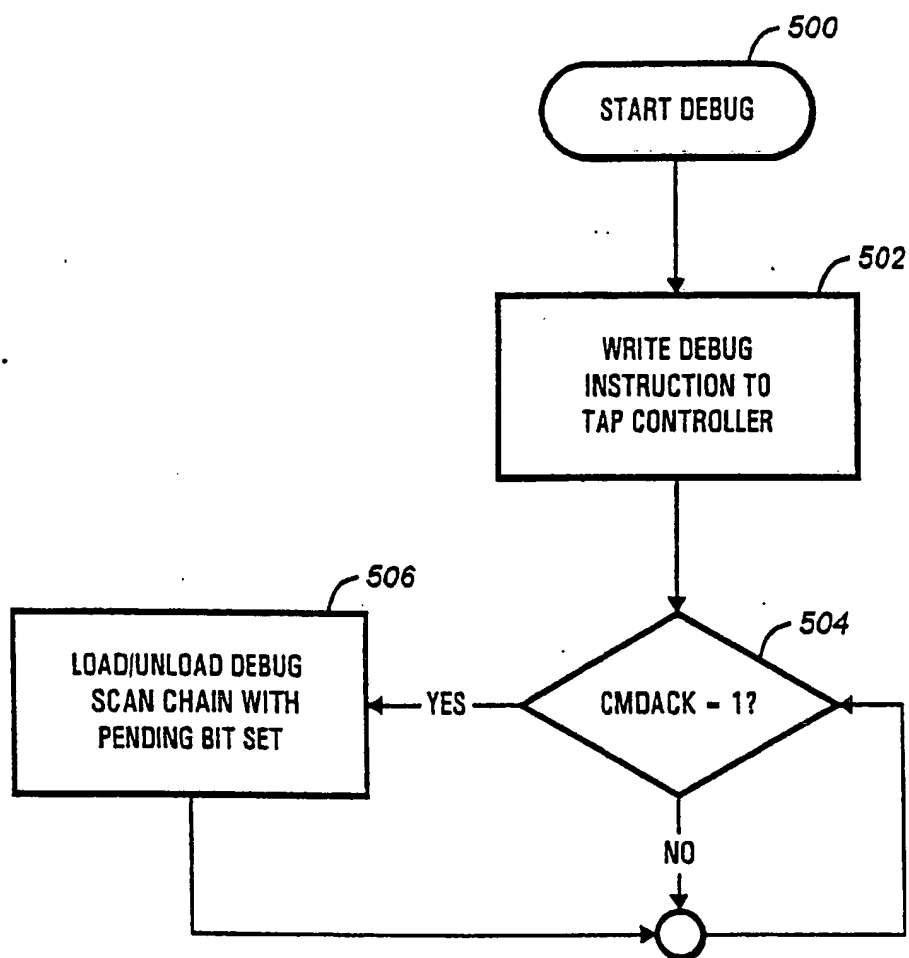 500
START DEBUG
502
WRITE DEBUG
INSTRUCTION TO
TAP CONTROLLER
506
LOAD/UNLOAD DEBUG
SCAN CHAIN WITH
PENDING BIT SET
YES
504
CMDACK = 1?
NO